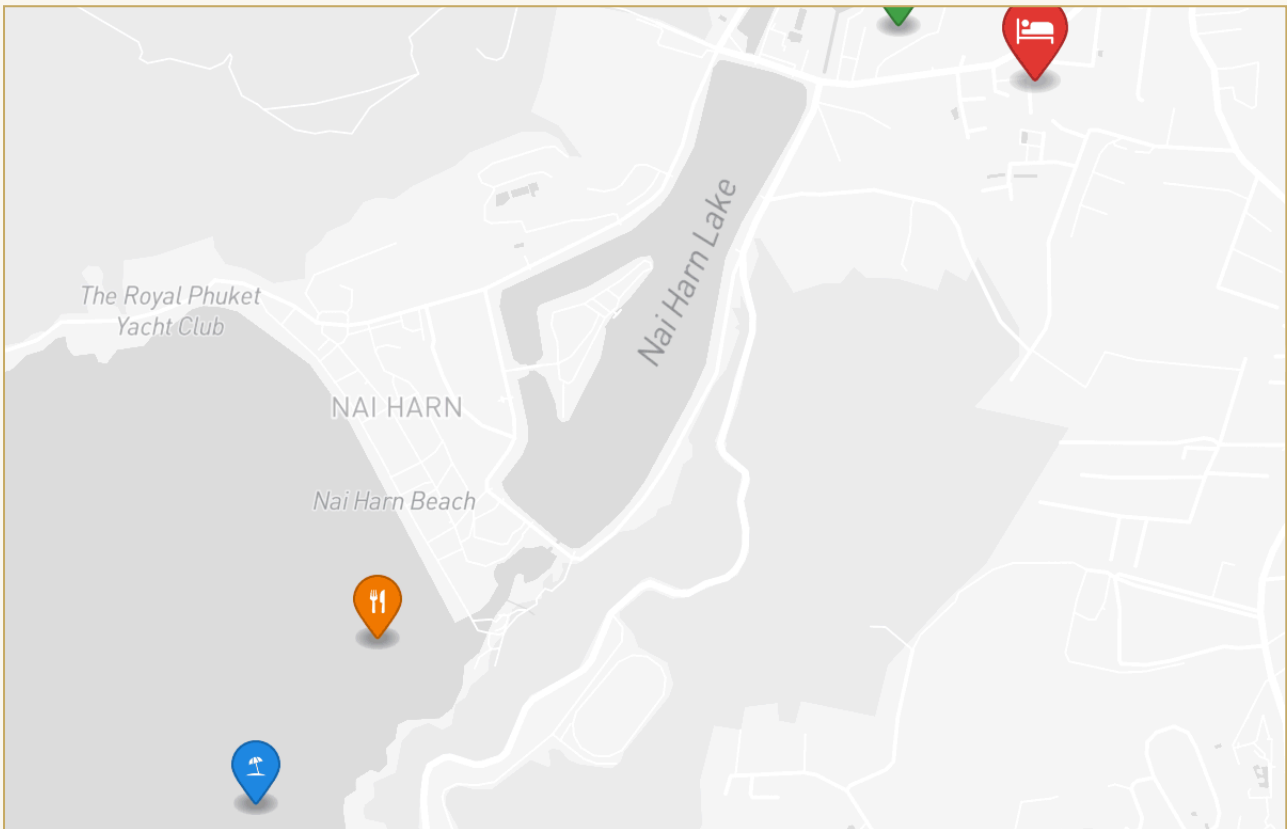 Nai Harn Lake
The Royal Phuket
Yacht Club
NAI HARN
Nai Harn Beach